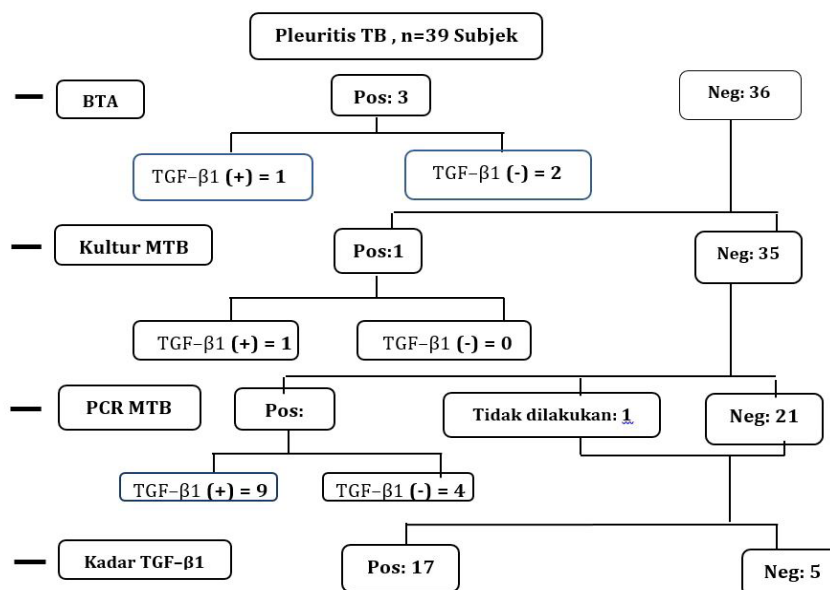 Pleuritis TB , n=39 Subjek
BTA
Pos: 3
Neg: 36
TGF-β1 (+) = 1
TGF-β1 (-) = 2
Kultur MTB
Pos:1
Neg: 35
TGF-β1 (+) = 1
TGF-β1 (-) = 0
PCR MTB
Pos:
Tidak dilakukan: 1
Neg: 21
TGF-β1 (+) = 9
TGF-β1 (-) = 4
Kadar TGF-β1
Pos: 17
Neg: 5